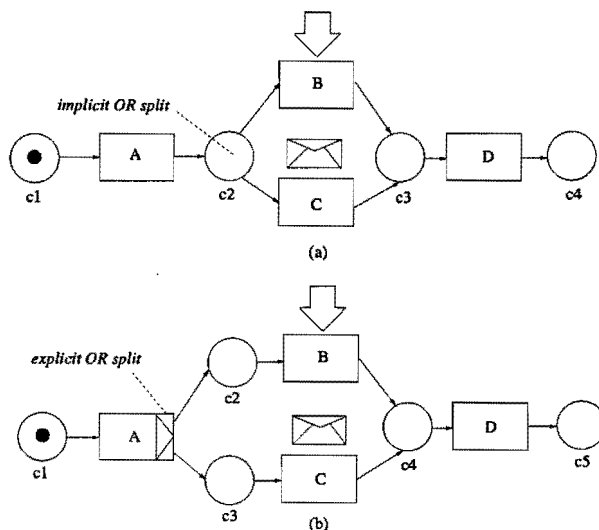 B
implicit OR split
A
D
c1
c2
c3
c4
C
(a)
B
explicit OR split
c2
A
D
c1
c4
c5
C
c3
(b)